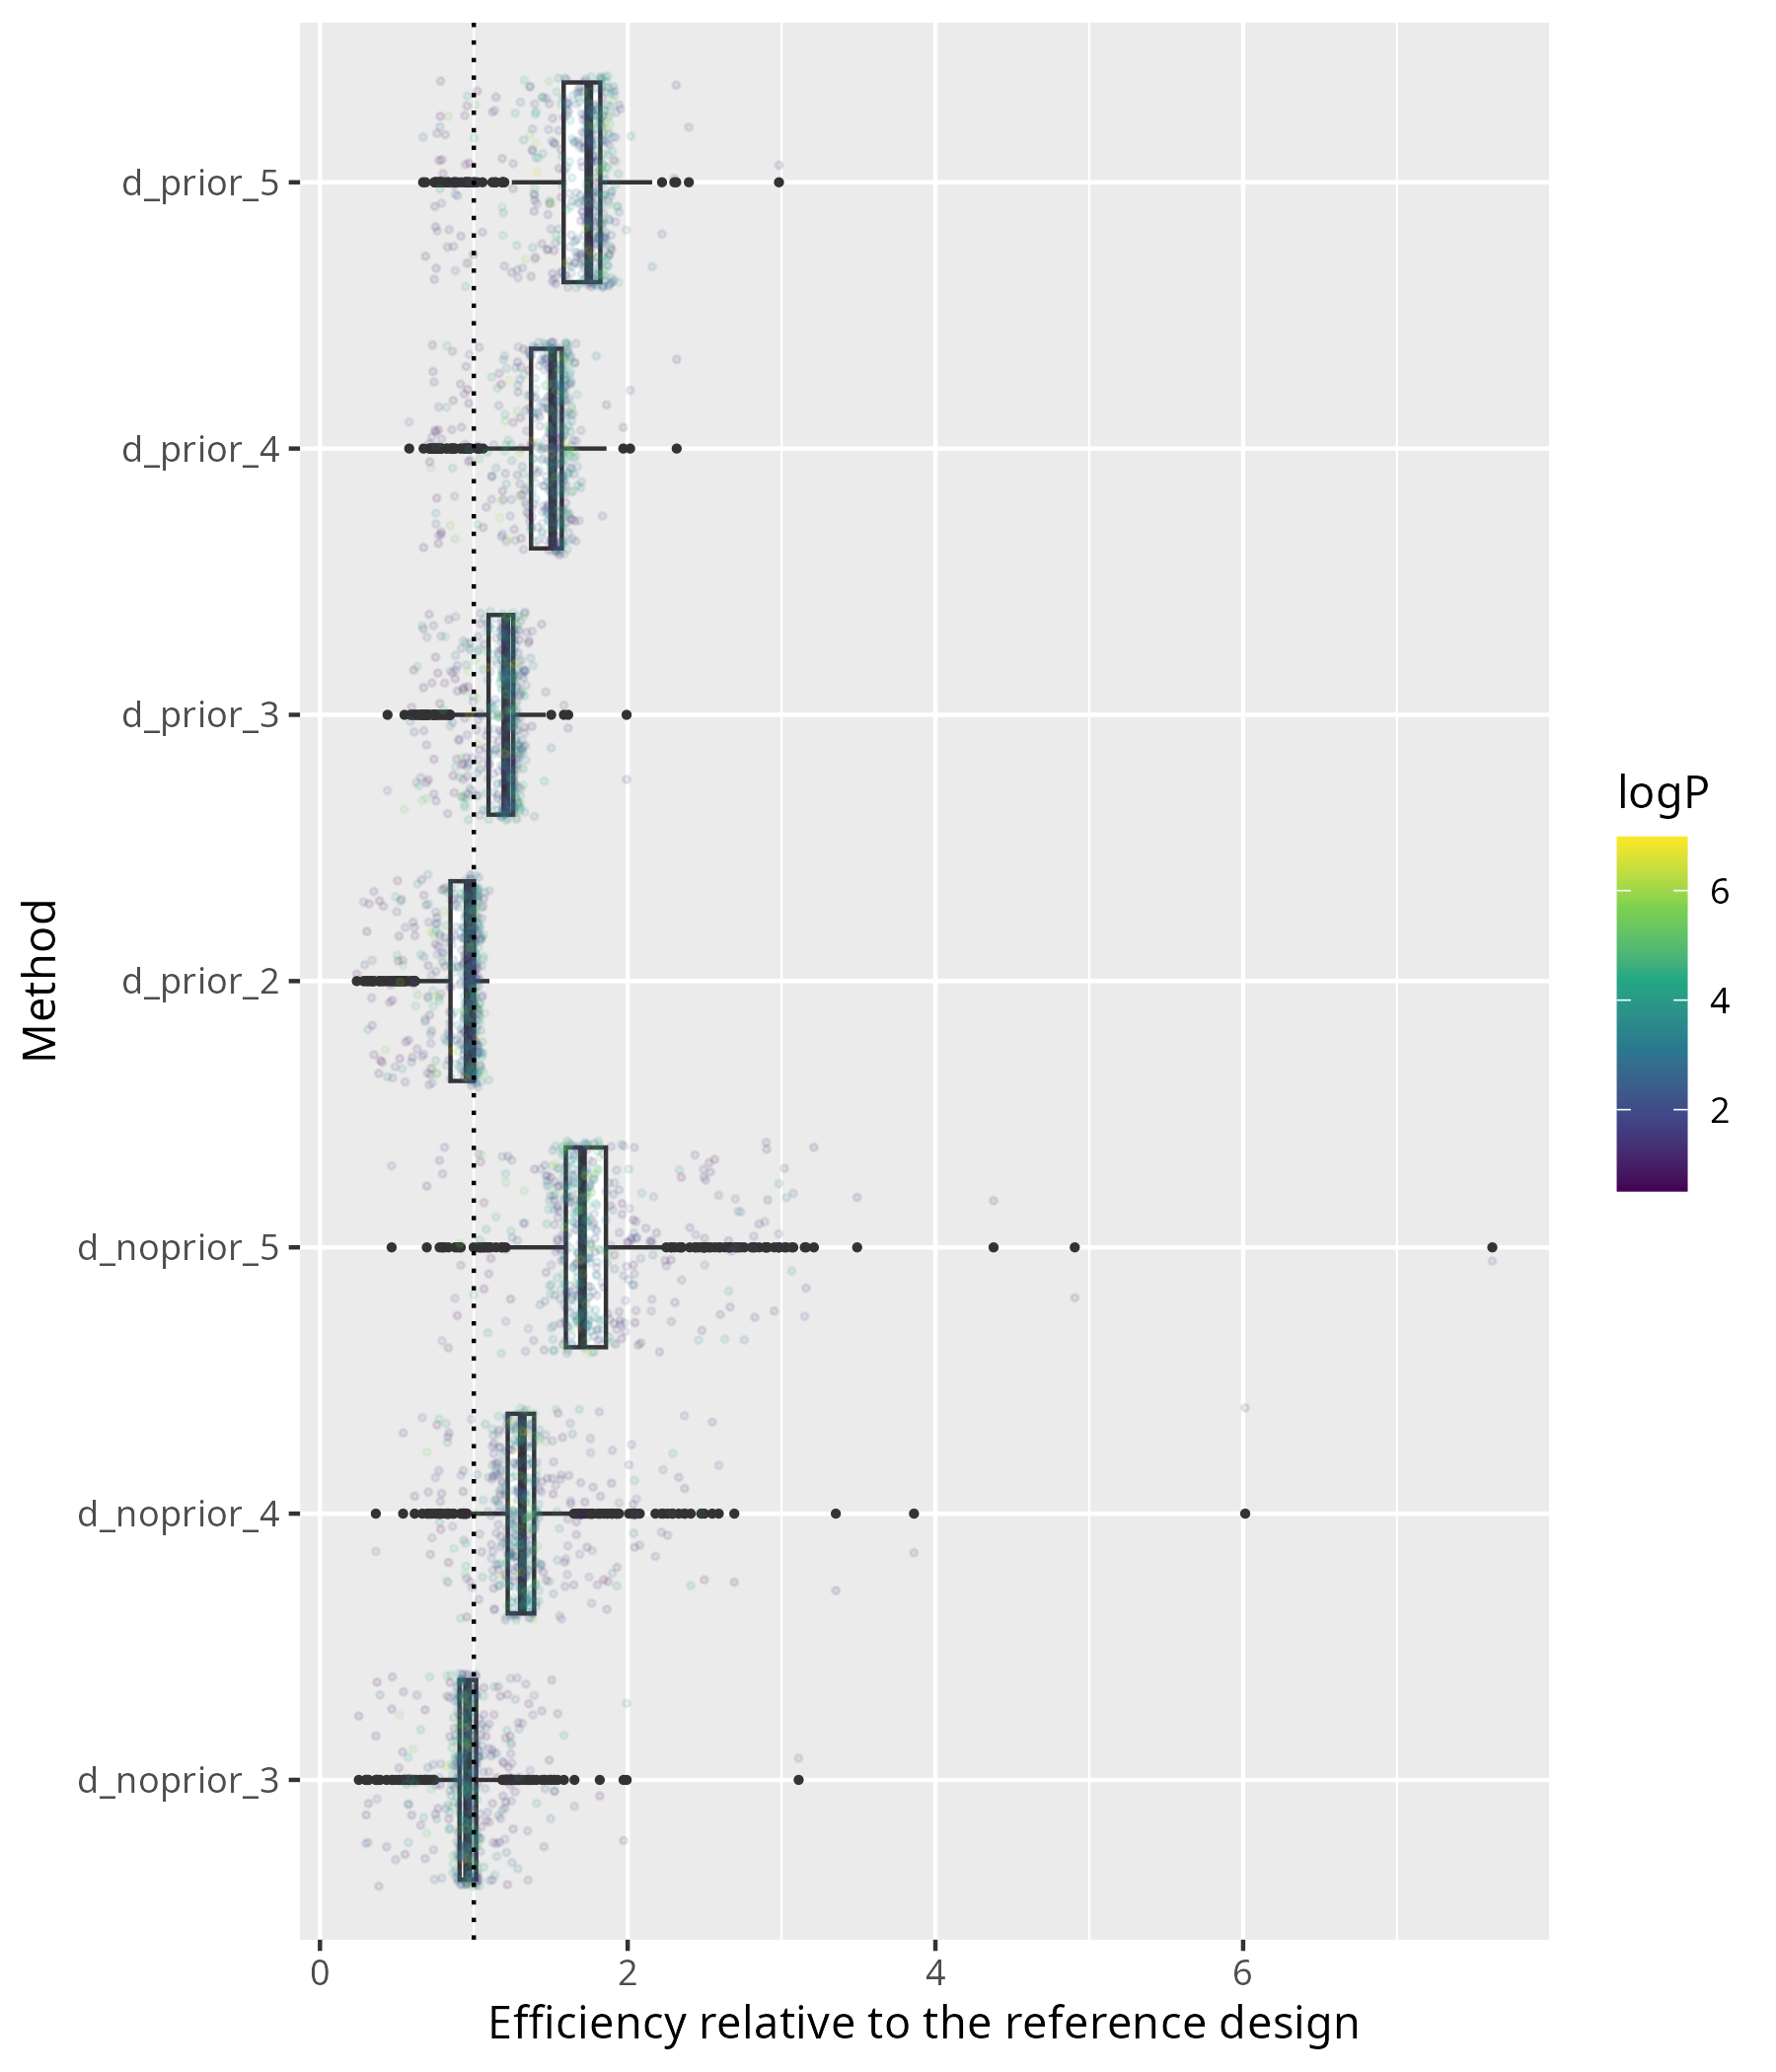 Method
d_prior_5
d_prior_4
d_prior_3
d_prior_2
d_noprior_5
d_noprior_4
d_noprior_3
0 2 4 6
Efficiency relative to the reference design
logP
6
4
2